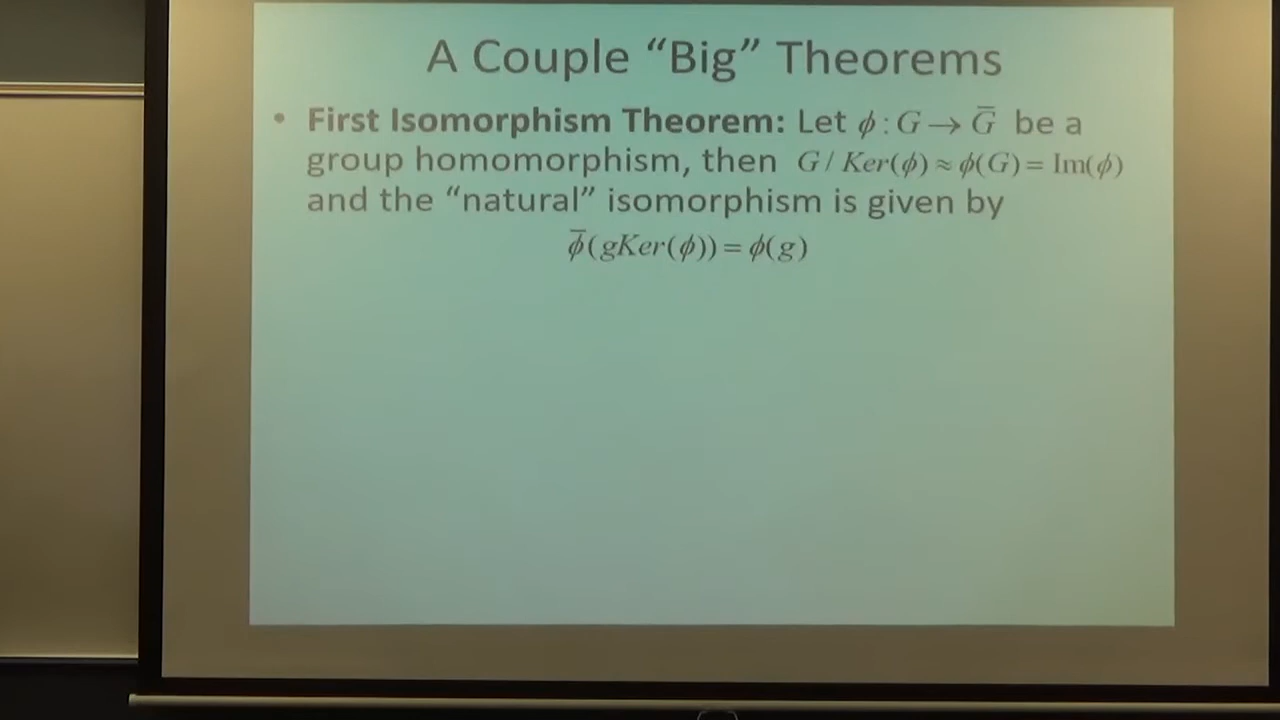 A Couple “Big” Theorems
• First Isomorphism Theorem: Let ϕ : G → G̅ be a
group homomorphism, then G / Ker(ϕ) ≈ ϕ(G) = Im(ϕ)
and the “natural” isomorphism is given by
ϕ̅(gKer(ϕ)) = ϕ(g)